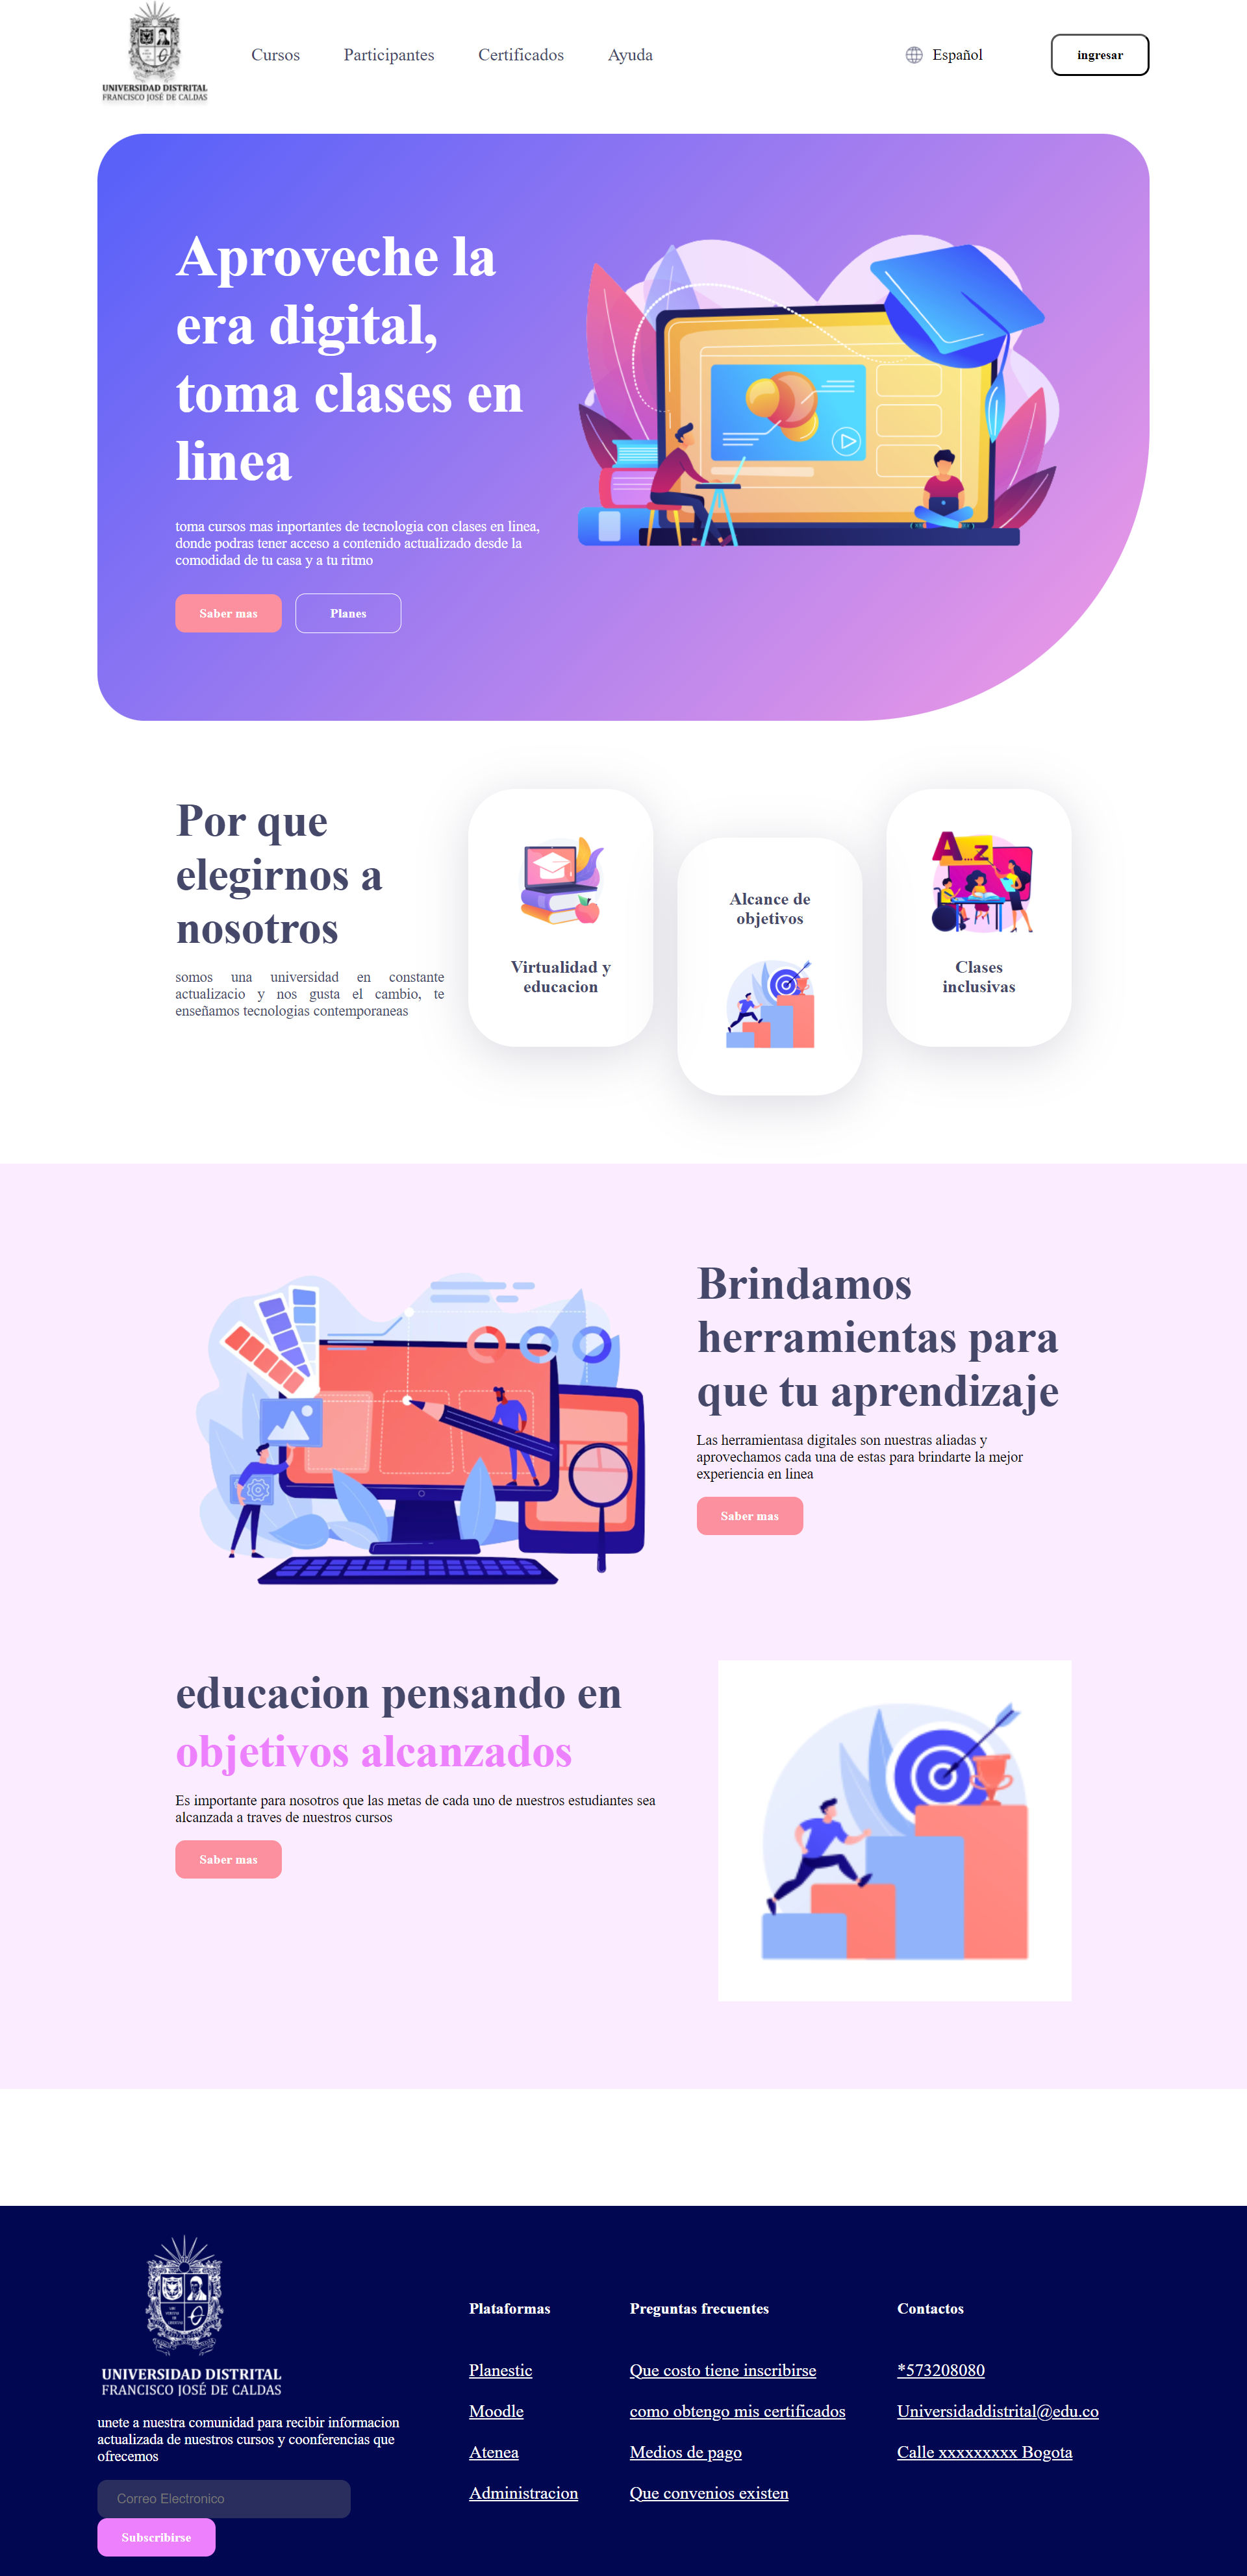 UNIVERSIDAD DISTRITAL
FRANCISCO JOSÉ DE CALDAS
Cursos
Participantes
Certificados
Ayuda
Español
ingresar
Aproveche la
era digital,
toma clases en
linea
toma cursos mas inportantes de tecnologia con clases en linea,
donde podras tener acceso a contenido actualizado desde la
comodidad de tu casa y a tu ritmo
Saber mas
Planes
Por que
elegirnos a
nosotros
somos una universidad en constante
actualizacio y nos gusta el cambio, te
enseñamos tecnologias contemporaneas
Virtualidad y
educacion
Alcance de
objetivos
A...z
Clases
inclusivas
Brindamos
herramientas para
que tu aprendizaje
Las herramientasa digitales son nuestras aliadas y
aprovechamos cada una de estas para brindarte la mejor
experiencia en linea
Saber mas
educacion pensando en
objetivos alcanzados
Es importante para nosotros que las metas de cada uno de nuestros estudiantes sea
alcanzada a traves de nuestros cursos
Saber mas
UNIVERSIDAD DISTRITAL
FRANCISCO JOSÉ DE CALDAS
unete a nuestra comunidad para recibir informacion
actualizada de nuestros cursos y coonferencias que
ofrecemos
Correo Electronico
Subscribirse
Plataformas
Planestic
Moodle
Atenea
Administracion
Preguntas frecuentes
Que costo tiene inscribirse
como obtengo mis certificados
Medios de pago
Que convenios existen
Contactos
*573208080
Universidaddistrital@edu.co
Calle xxxxxxxxx Bogota